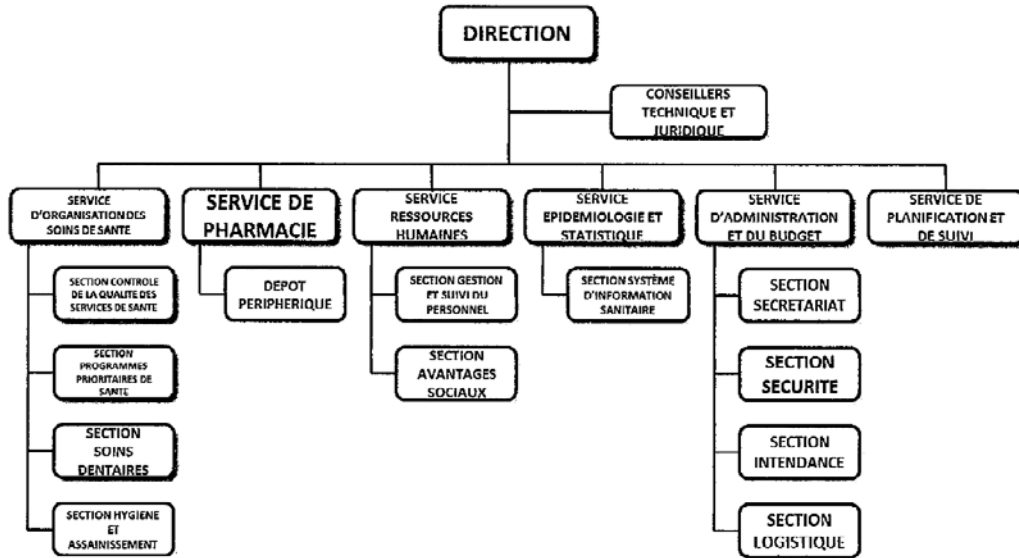 DIRECTION
CONSEILLERS
TECHNIQUE ET
JURIDIQUE
SERVICE
D'ORGANISATION DES
SOINS DE SANTE
SERVICE DE
PHARMACIE
SERVICE
RESSOURCES
HUMAINES
SERVICE
EPIDEMIOLOGIE ET
STATISTIQUE
SERVICE
D'ADMINISTRATION
ET DU BUDGET
SERVICE DE
PLANIFICATION ET
DE SUIVI
SECTION CONTROLE
DE LA QUALITE DES
SERVICES DE SANTE
DEPOT
PERIPHERIQUE
SECTION GESTION
ET SUIVI DU
PERSONNEL
SECTION SYSTÈME
D'INFORMATION
SANITAIRE
SECTION
SECRETARIAT
SECTION
PROGRAMMES
PRIORITAIRES DE
SANTE
SECTION
AVANTAGES
SOCIAUX
SECTION
SECURITE
SECTION
SOINS
DENTAIRES
SECTION
INTENDANCE
SECTION HYGIENE
ET
ASSAINISSEMENT
SECTION
LOGISTIQUE